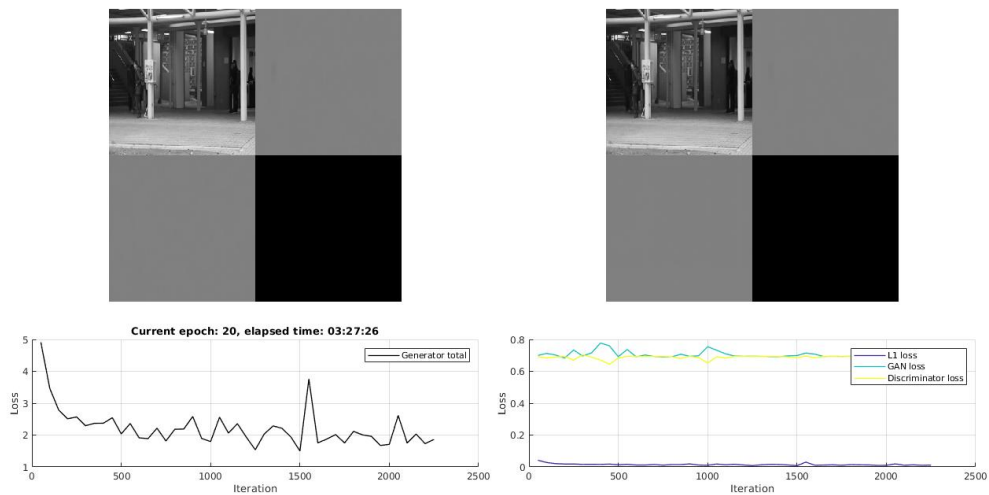 Current epoch: 20, elapsed time: 03:27:26
5
4
3
2
1
Loss
Generator total
0
500
1000
1500
2000
2500
Iteration
0.8
0.6
0.4
0.2
0
Loss
L1 loss
GAN loss
Discriminator loss
0
500
1000
1500
2000
2500
Iteration